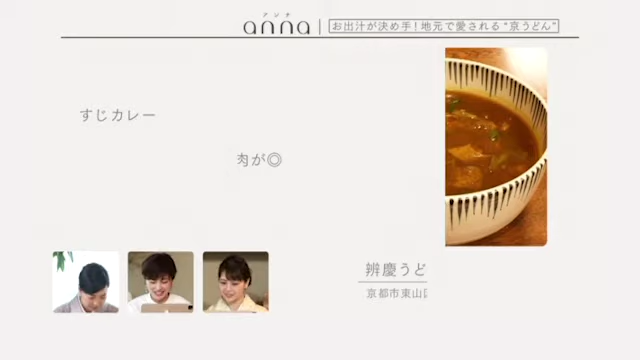 アンナ
anna
お出汁が決め手！地元で愛される“京うどん”
すじカレー
肉が◎
辨慶うど
京都市東山